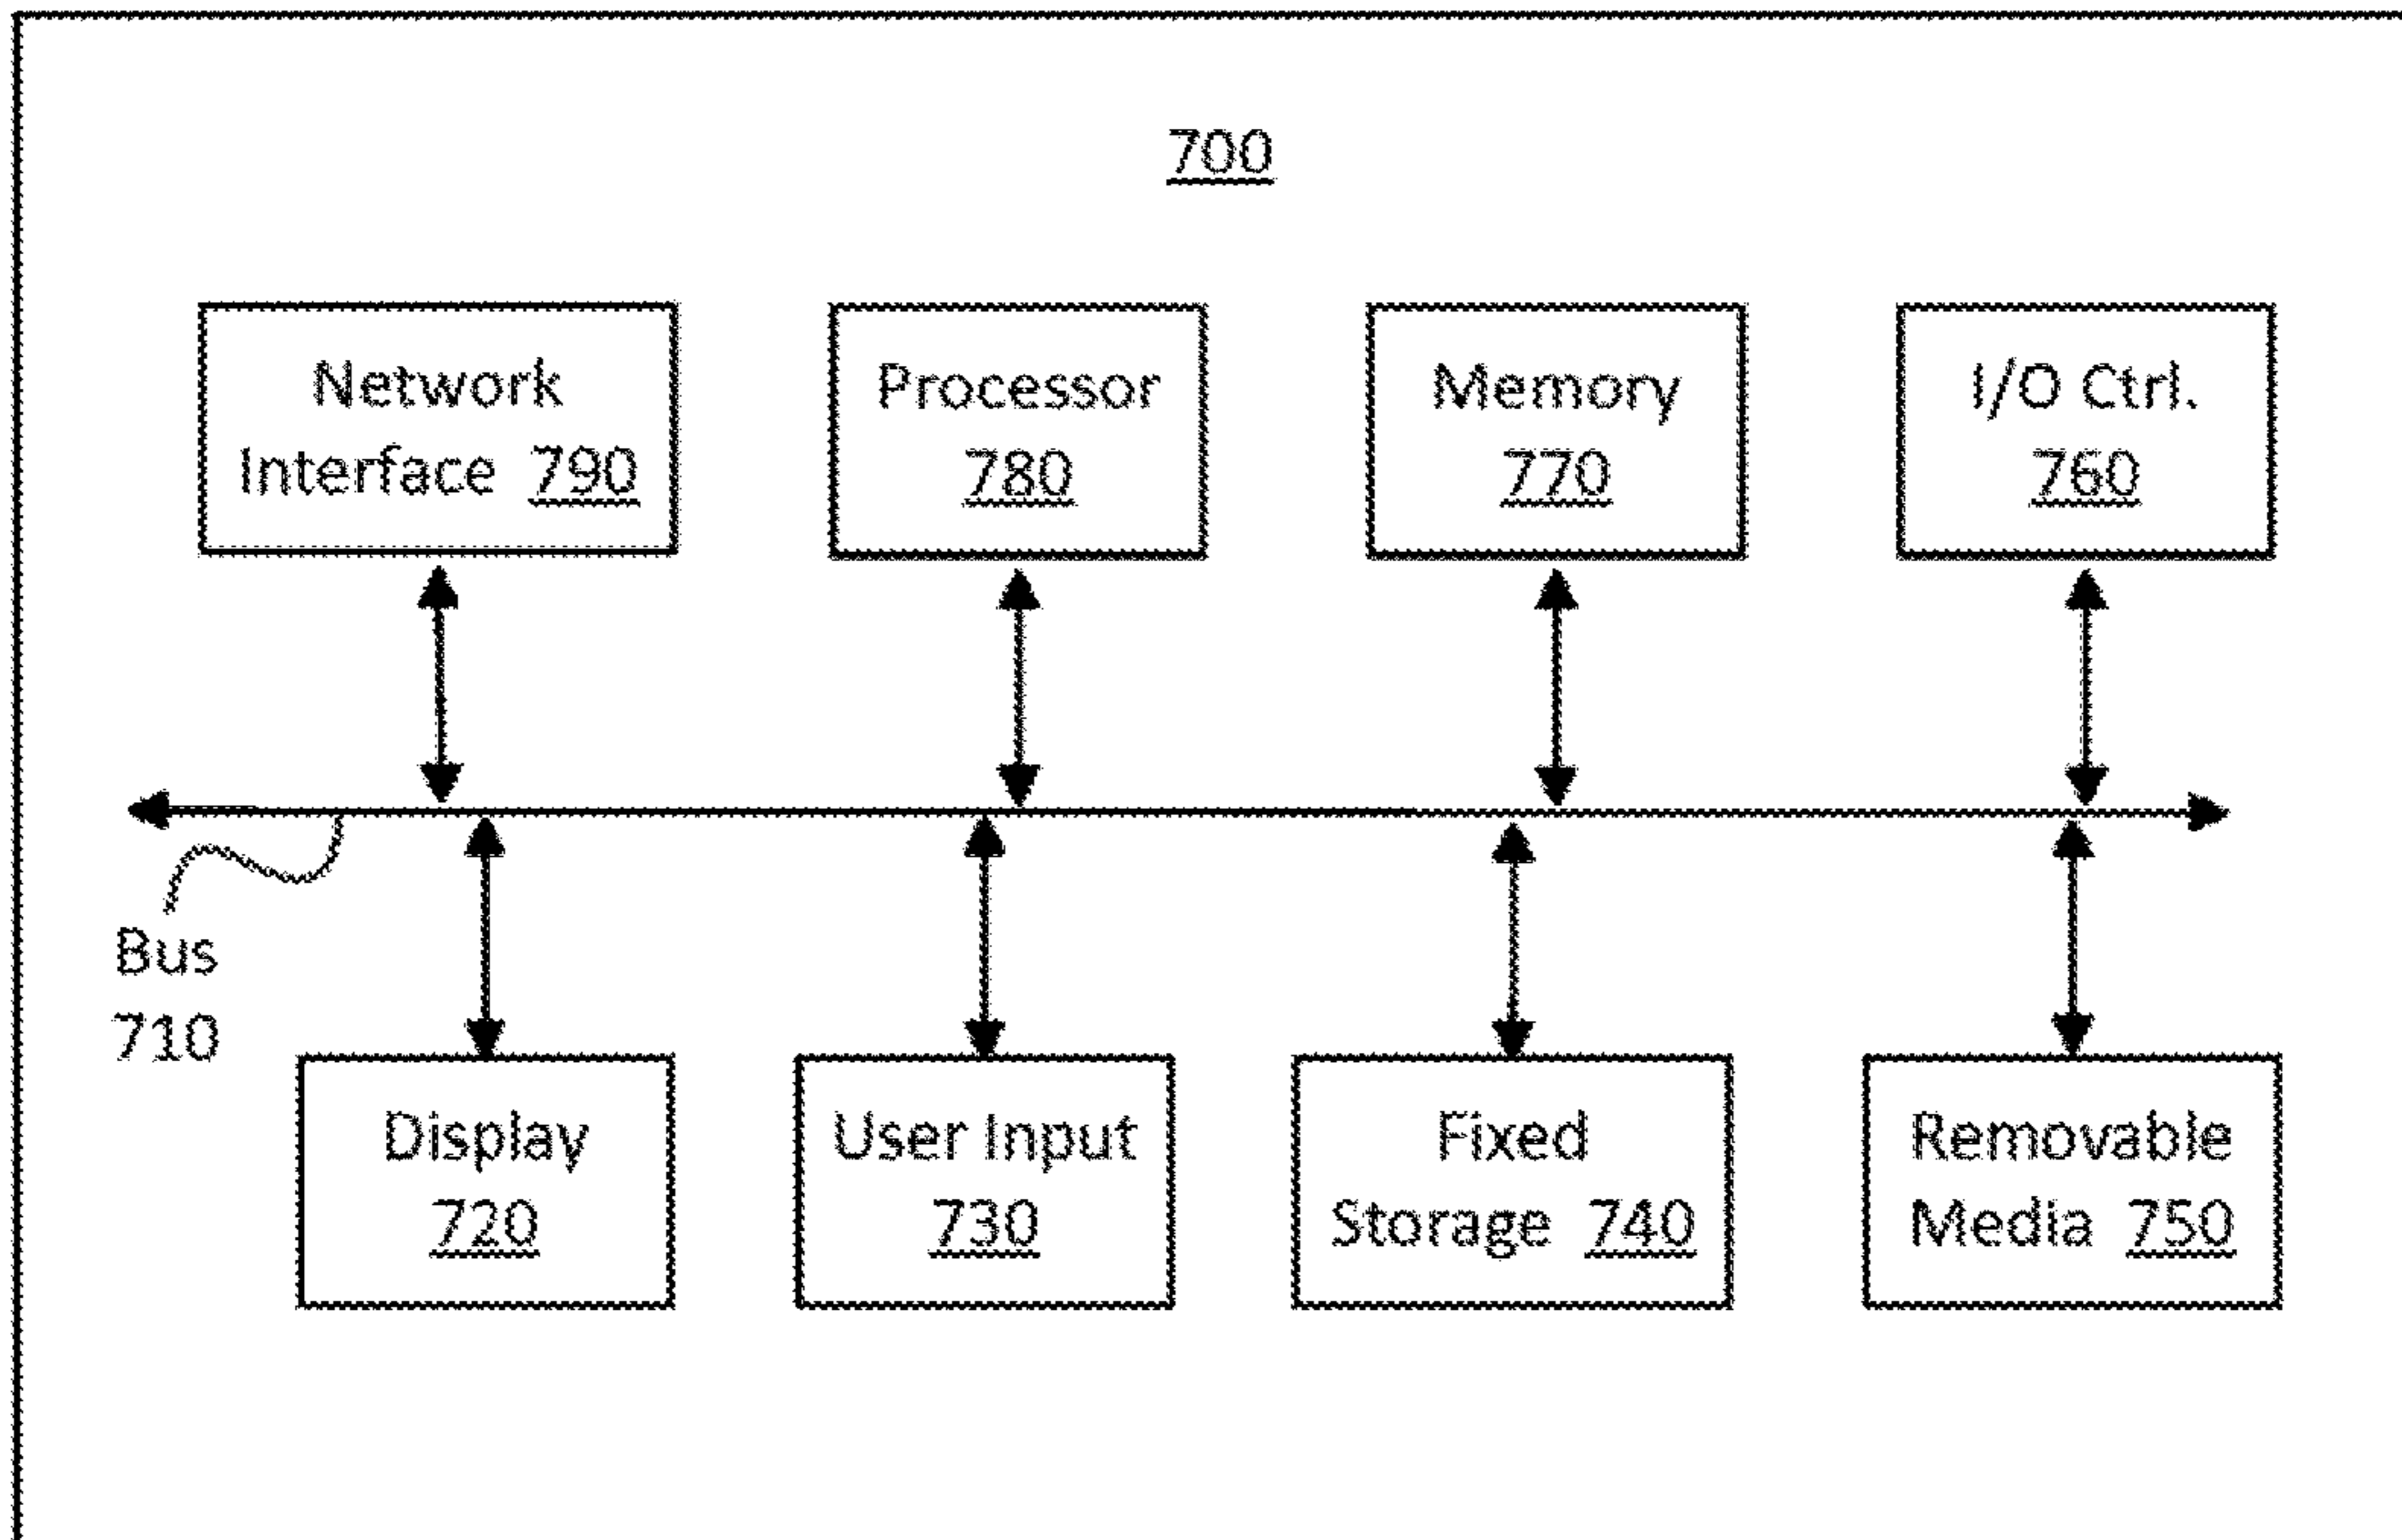 700
Network
Interface 790
Processor
780
Memory
770
I/O Ctrl.
760
Bus
710
Display
720
User Input
730
Fixed
Storage 740
Removable
Media 750